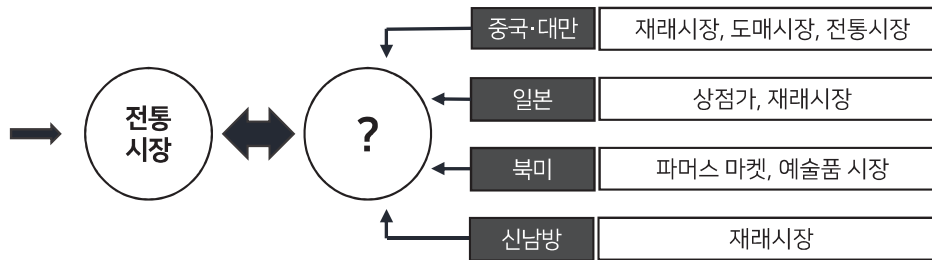 중국·대만
재래시장, 도매시장, 전통시장
전통
시장
?
일본
상점가, 재래시장
북미
파머스 마켓, 예술품 시장
신남방
재래시장